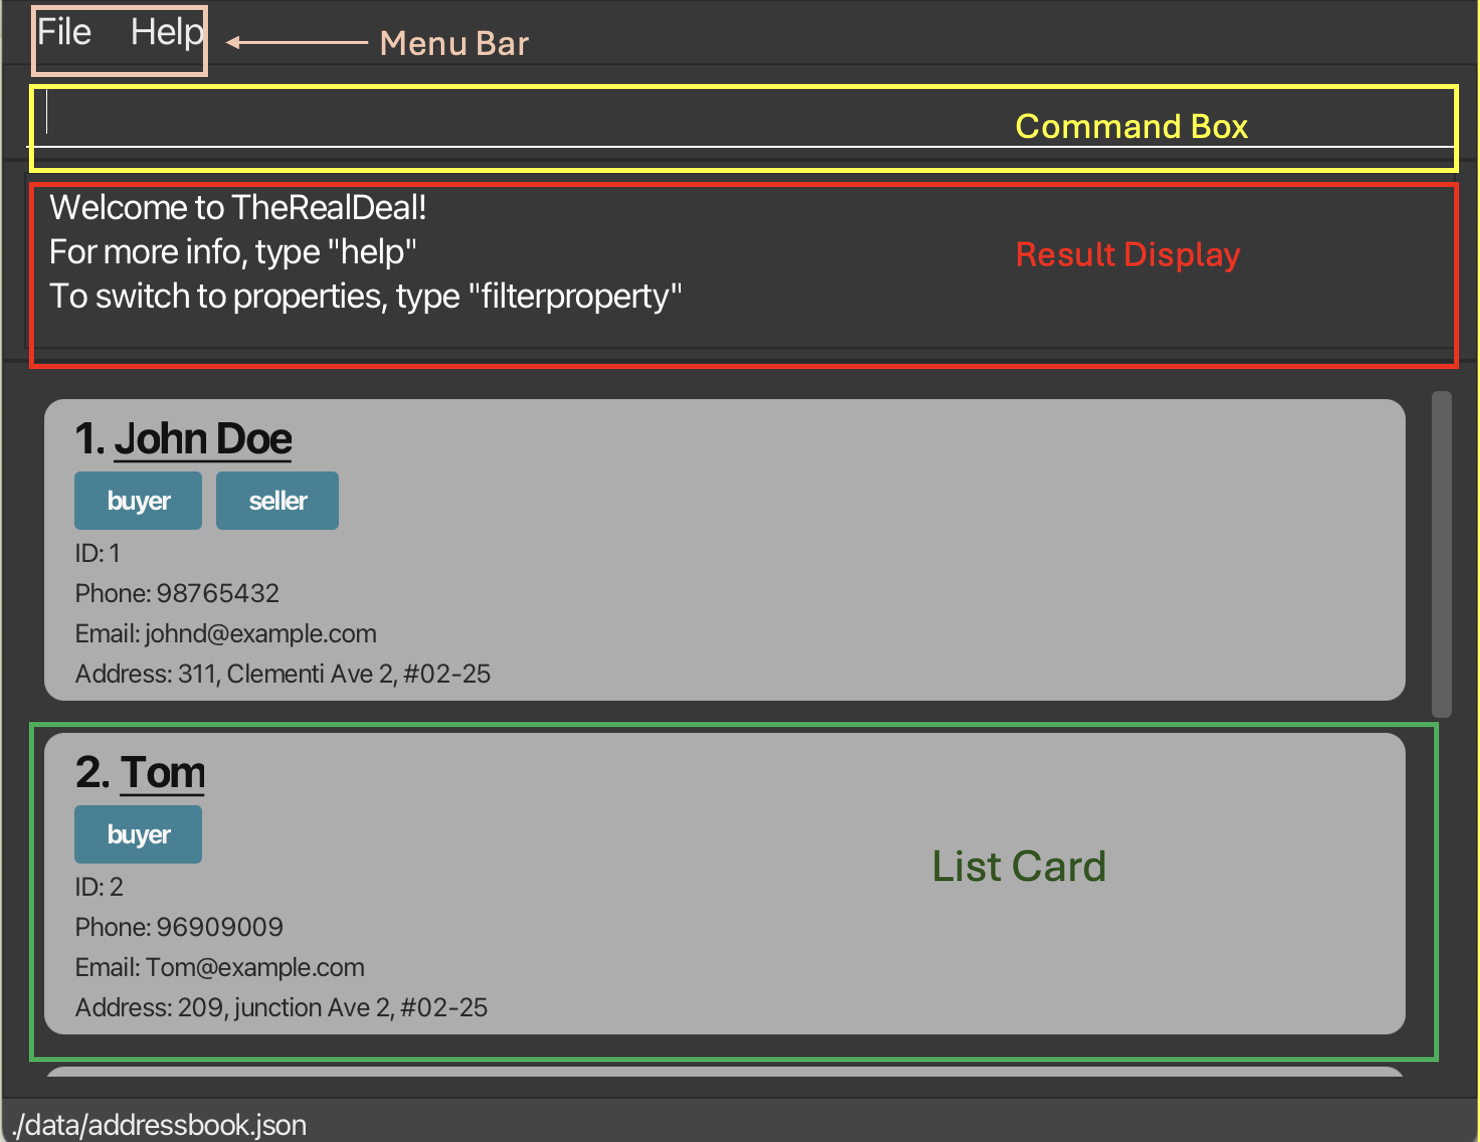 File Help Menu Bar
Command Box
Welcome to TheRealDeal!
For more info, type "help"
Result Display
To switch to properties, type "filterproperty"
1. John Doe
buyer seller
ID: 1
Phone: 98765432
Email: johnd@example.com
Address: 311, Clementi Ave 2, #02-25
2. Tom
buyer
List Card
ID: 2
Phone: 96909009
Email: Tom@example.com
Address: 209, junction Ave 2, #02-25
./data/addressbook.json